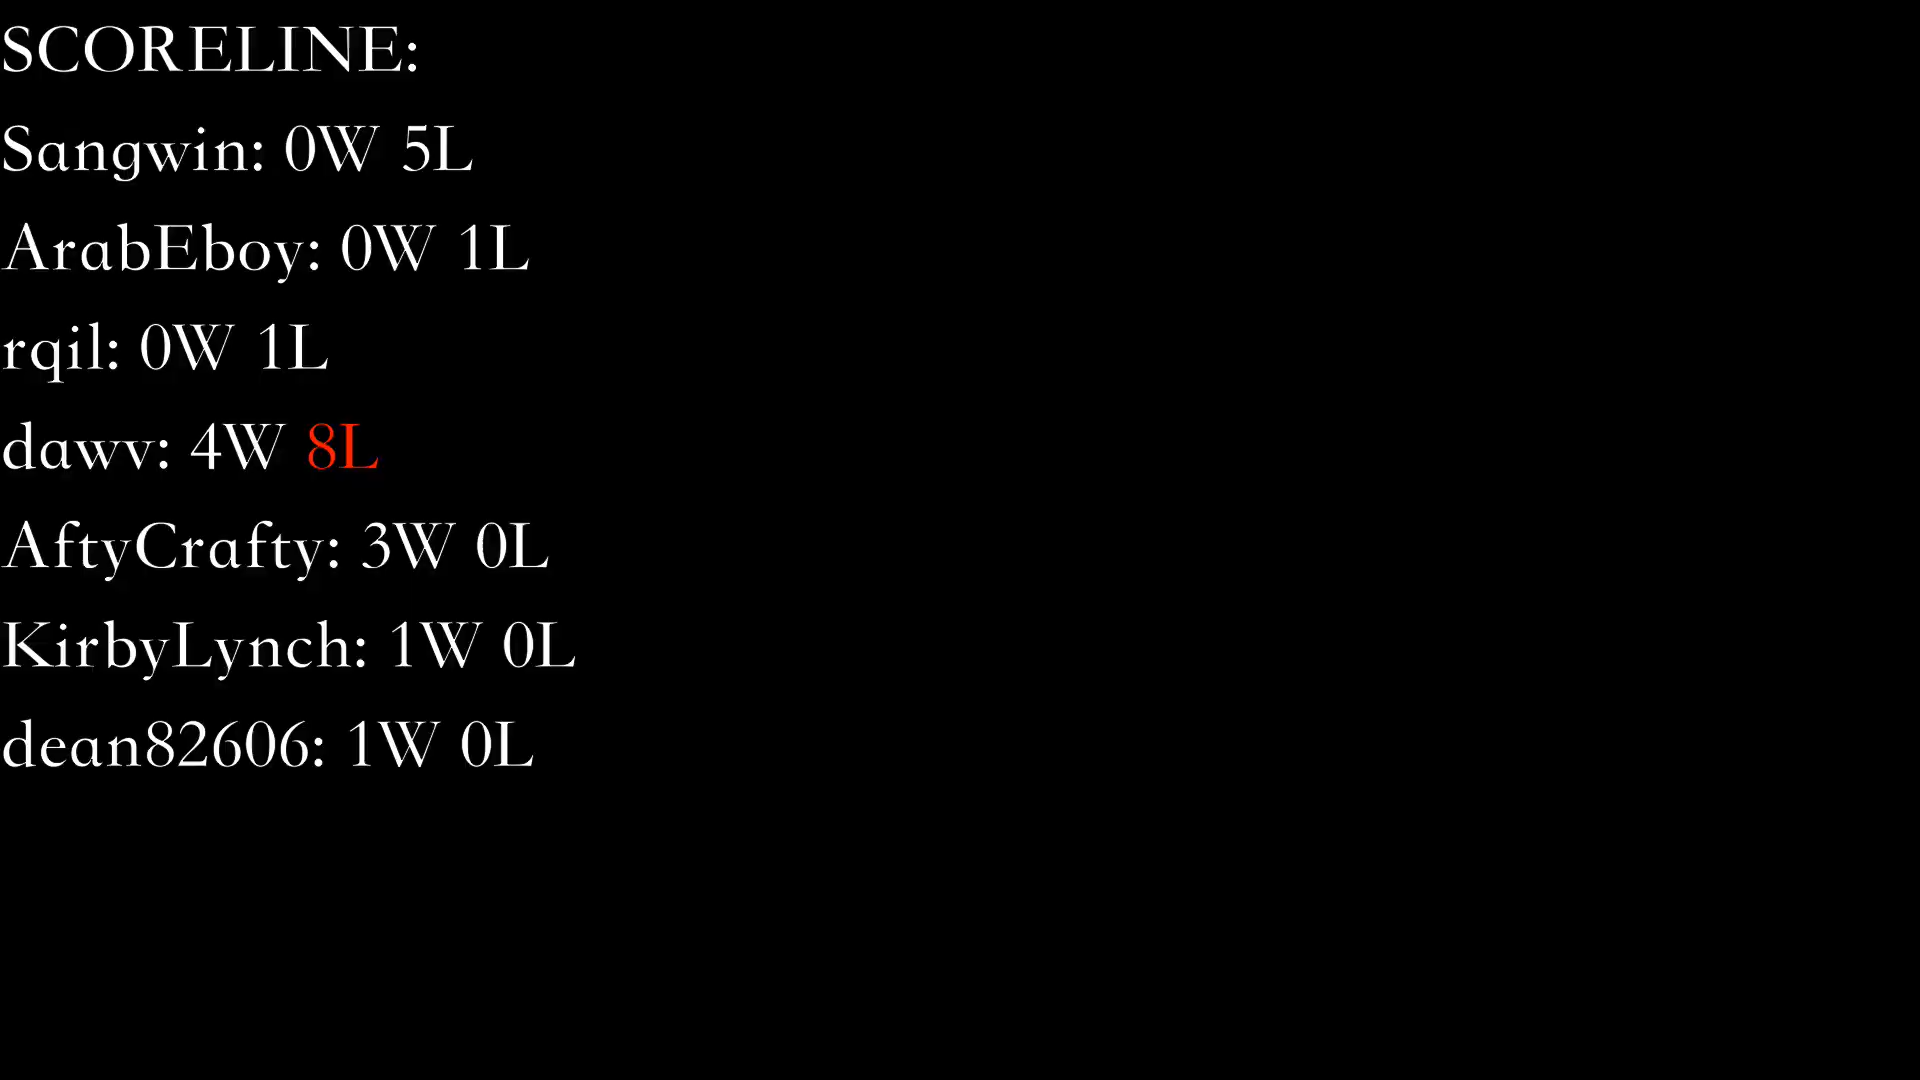 SCORELINE:
Sangwin: 0W 5L
ArabEboy: 0W 1L
rqil: 0W 1L
dawv: 4W 8L
AftyCrafty: 3W 0L
KirbyLynch: 1W 0L
dean82606: 1W 0L